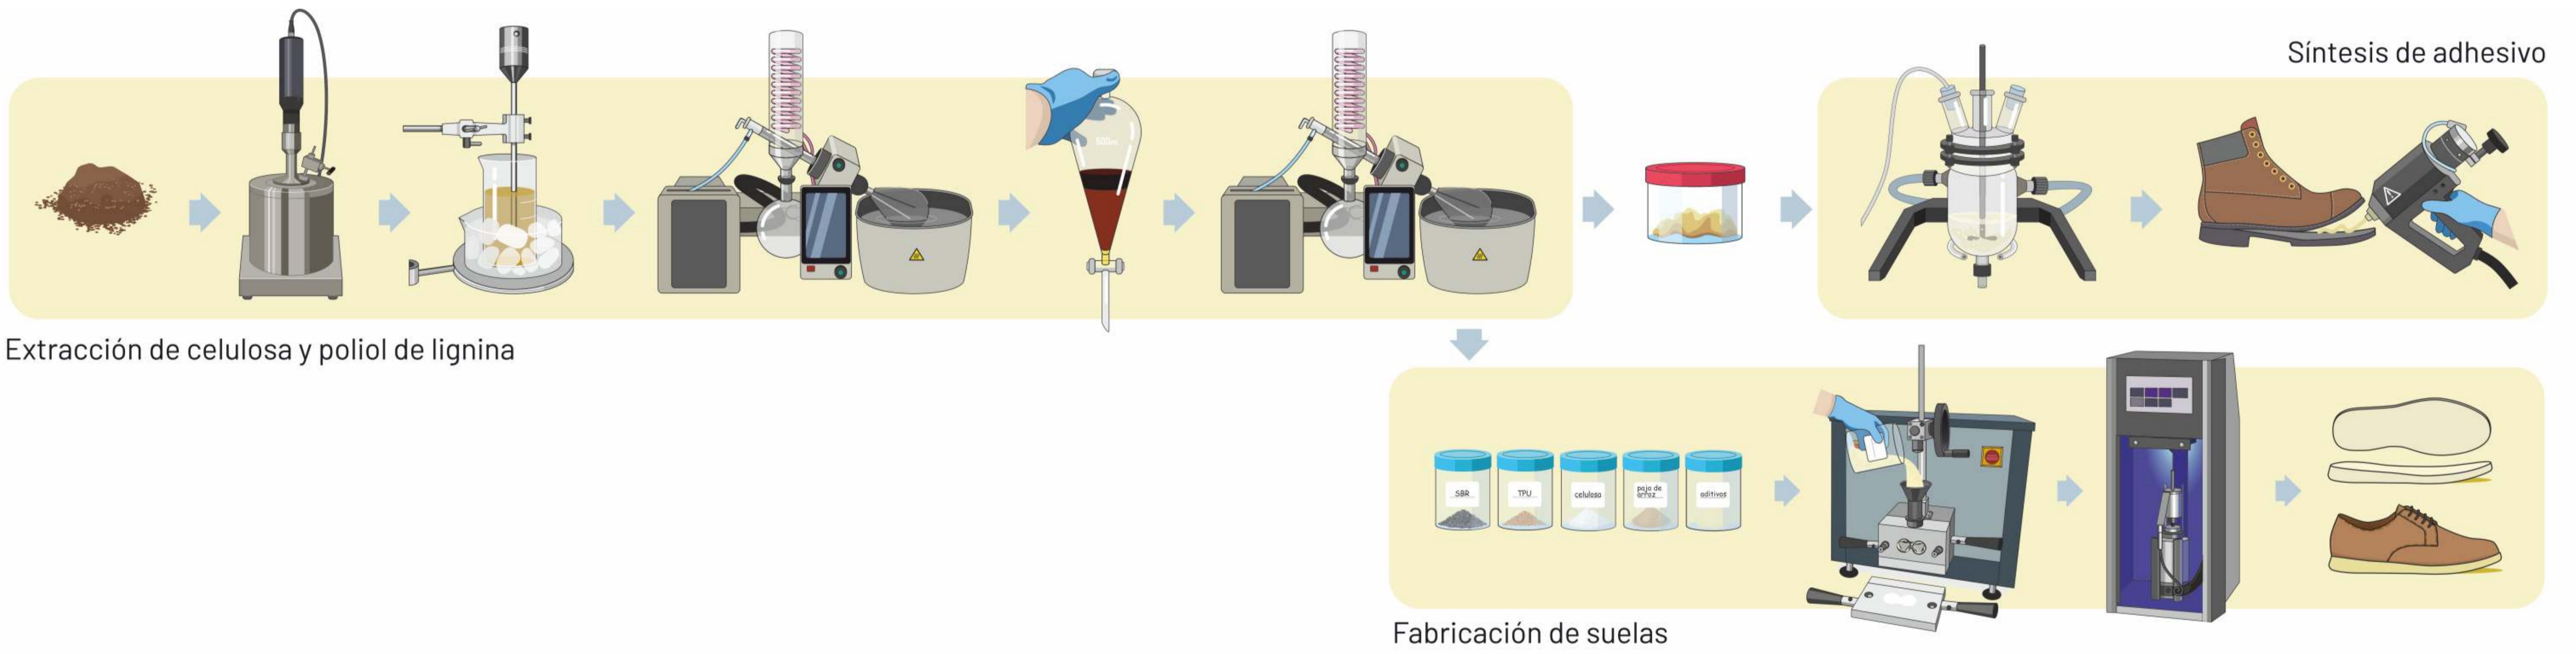 Síntesis de adhesivo
500ml
Extracción de celulosa y poliol de lignina
SBR
TPU
celulosa
paja de
arroz
aditivos
Fabricación de suelas